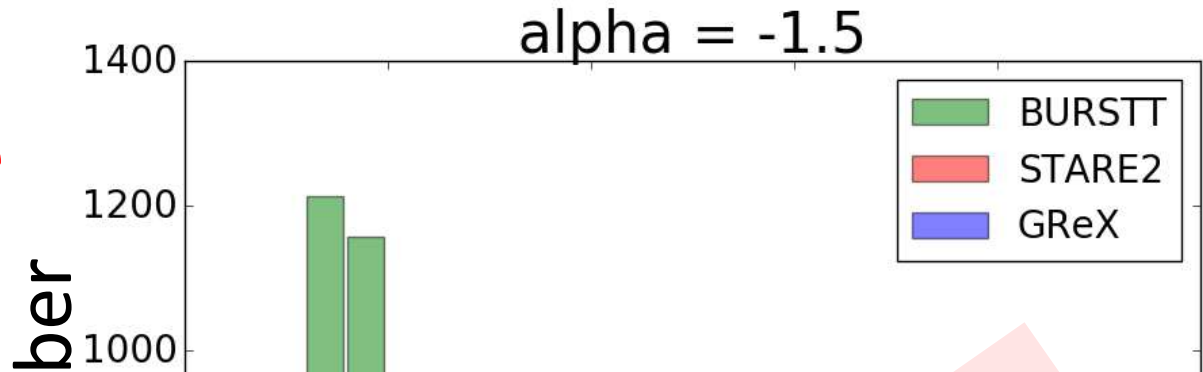 alpha = -1.5
1400
BURSTT
STARE2
1200
GReX
ber
1000